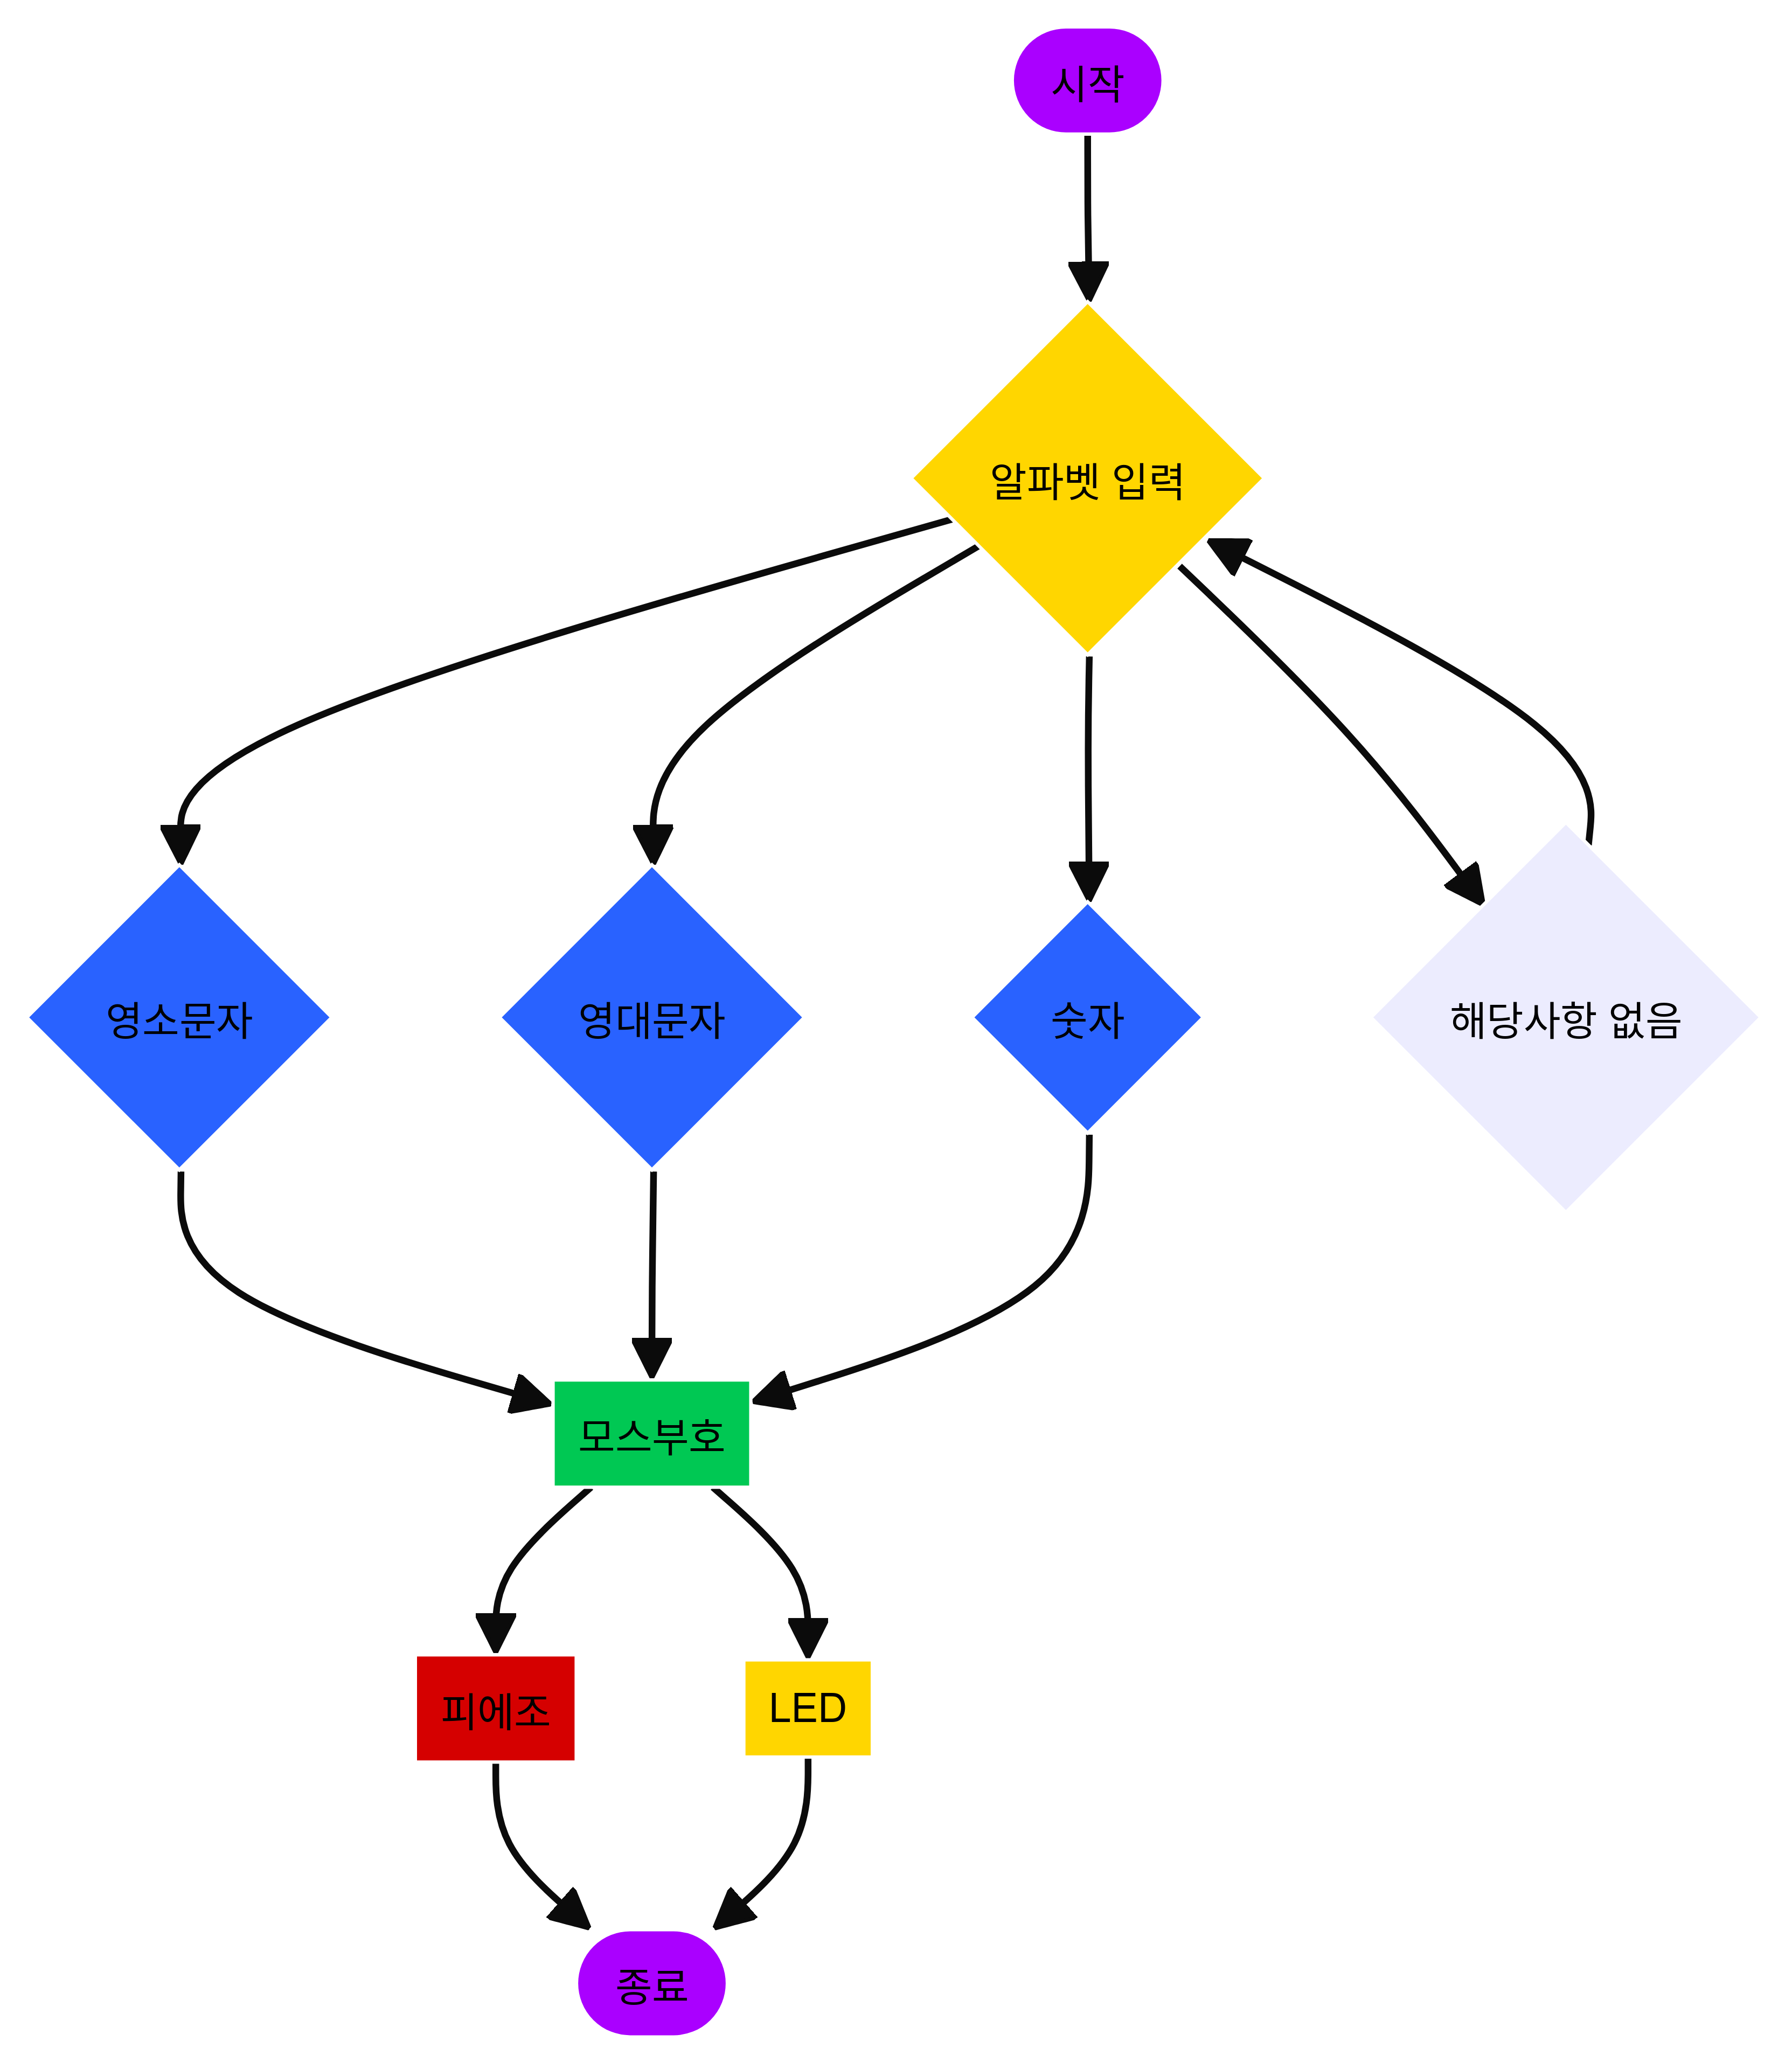 시작
알파벳 입력
영소문자
영대문자
숫자
해당사항 없음
모스부호
피에조
LED
종료